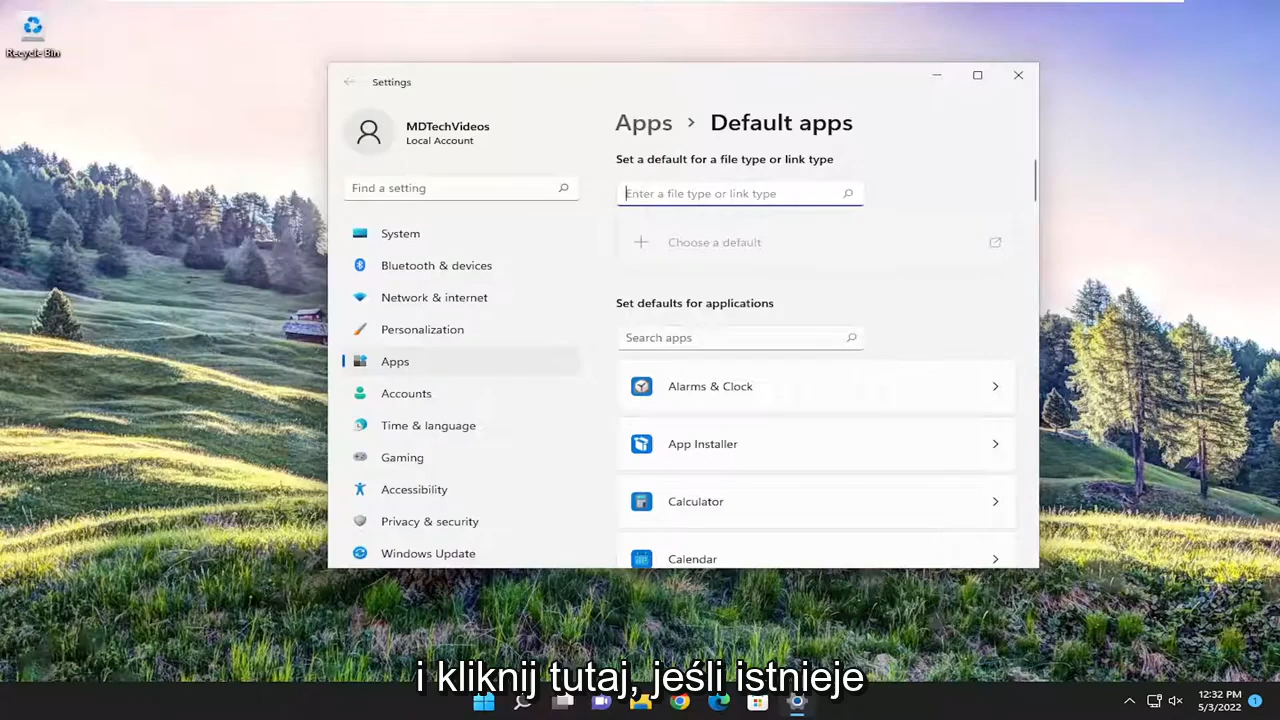 Recycle Bin
Settings
MDTechVideos
Local Account
Find a setting
System
Bluetooth & devices
Network & internet
Personalization
Apps
Accounts
Time & language
Gaming
Accessibility
Privacy & security
Windows Update
Apps > Default apps
Set a default for a file type or link type
Enter a file type or link type
Choose a default
Set defaults for applications
Search apps
Alarms & Clock
App Installer
Calculator
Calendar
i kliknij tutaj, jeśli istnieje
12:32 PM
5/3/2022
1